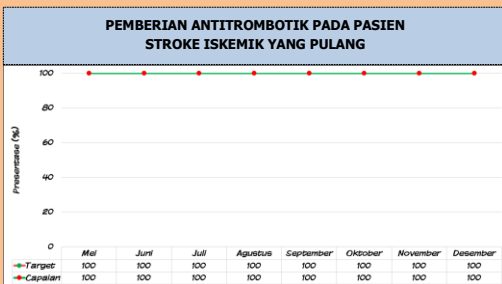 PEMBERIAN ANTITROMBOTIK PADA PASIEN
STROKE ISKEMIK YANG PULANG
Presentase (%)
100
80
60
40
20
0
Mei Juni Juli Agustus September Oktober November Desember
Target 100 100 100 100 100 100 100 100
Capaian 100 100 100 100 100 100 100 100